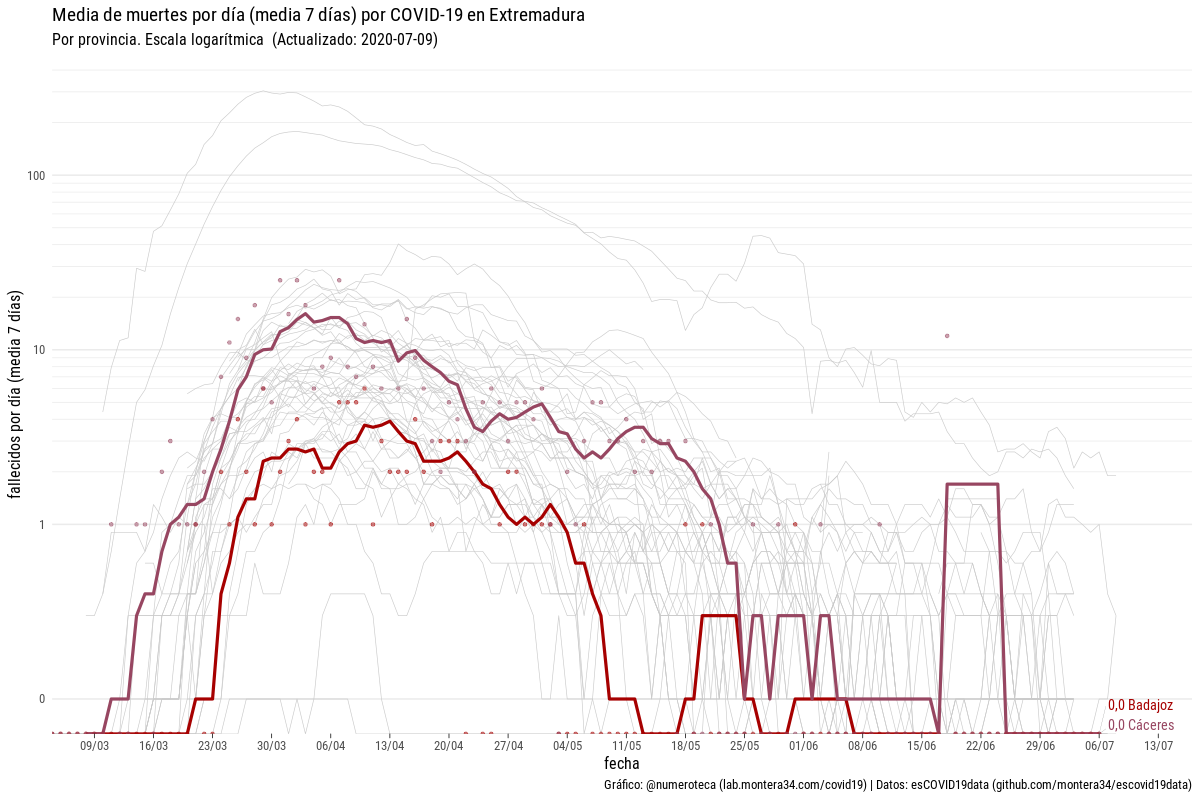 Media de muertes por día (media 7 días) por COVID-19 en Extremadura
Por provincia. Escala logarítmica (Actualizado: 2020-07-09)
fallecidos por día (media 7 días)
100
10
1
0
0,0 Badajoz
0,0 Cáceres
09/03 16/03 23/03 30/03 06/04 13/04 20/04 27/04 04/05 11/05 18/05 25/05 01/06 08/06 15/06 22/06 29/06 06/07 13/07
fecha
Gráfico: @numeroteca (lab.montera34.com/covid19) | Datos: esCOVID19data (github.com/montera34/escovid19data)